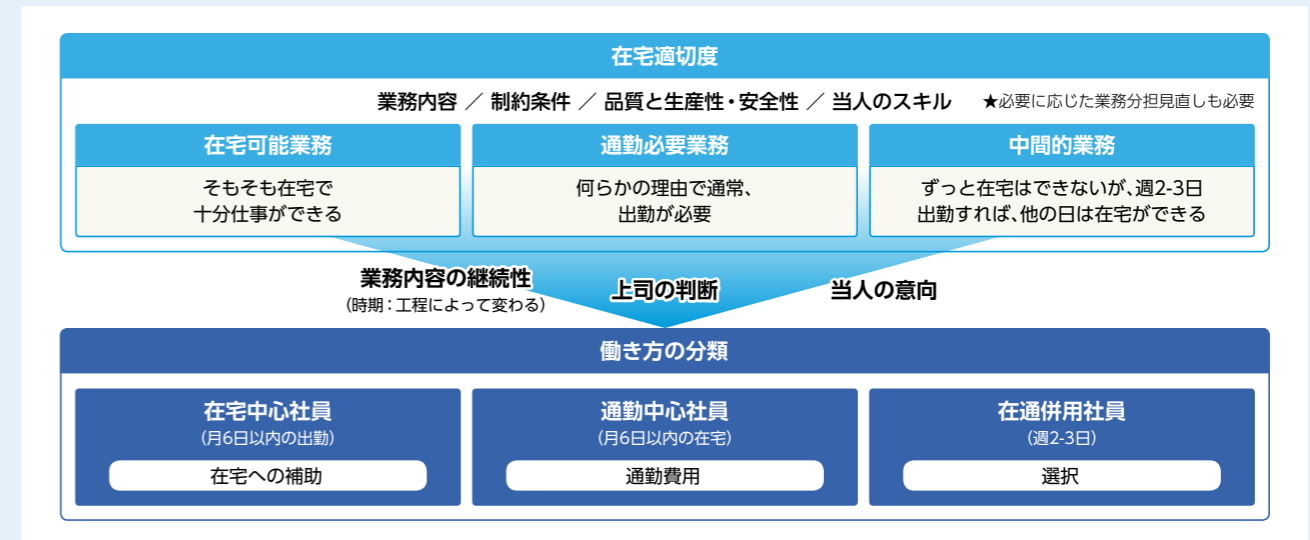 在宅適切度
業務内容 ／ 制約条件 ／ 品質と生産性・安全性 ／ 当人のスキル ★必要に応じた業務分担見直しも必要
在宅可能業務
そもそも在宅で
十分仕事ができる
通勤必要業務
何らかの理由で通常、
出勤が必要
中間的業務
ずっと在宅はできないが、週2-3日
出勤すれば、他の日は在宅ができる
業務内容の継続性
（時期：工程によって変わる）
上司の判断
当人の意向
働き方の分類
在宅中心社員
（月6日以内の出勤）
在宅への補助
通勤中心社員
（月6日以内の在宅）
通勤費用
在通併用社員
（週2-3日）
選択